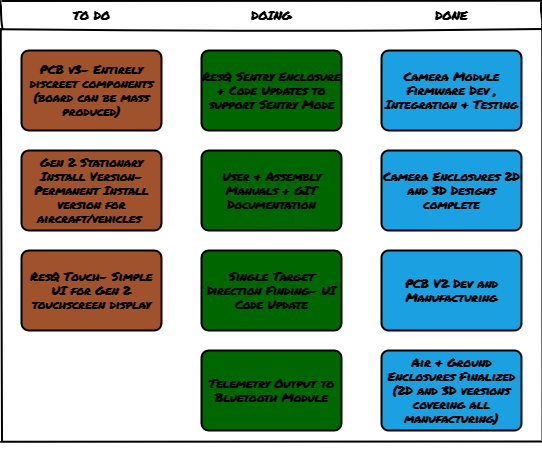 TO DO
DOING
DONE
PCB V3- Entirely
discreet components
(board can be mass
produced)
Gen 2 Stationary
Install Version-
Permanent Install
version for
aircraft/vehicles
ResQ Touch- Simple
UI for Gen 2
touchscreen display
ResQ Sentry Enclosure
+ Code Updates to
support Sentry Mode
User + Assembly
Manuals + GIT
Documentation
Single Target
Direction Finding- UI
Code Update
Telemetry Output to
Bluetooth Module
Camera Module
Firmware Dev ,
Integration + Testing
Camera Enclosures 2D
and 3D Designs
complete
PCB V2 Dev and
Manufacturing
Air + Ground
Enclosures Finalized
(2D and 3D versions
covering all
manufacturing)